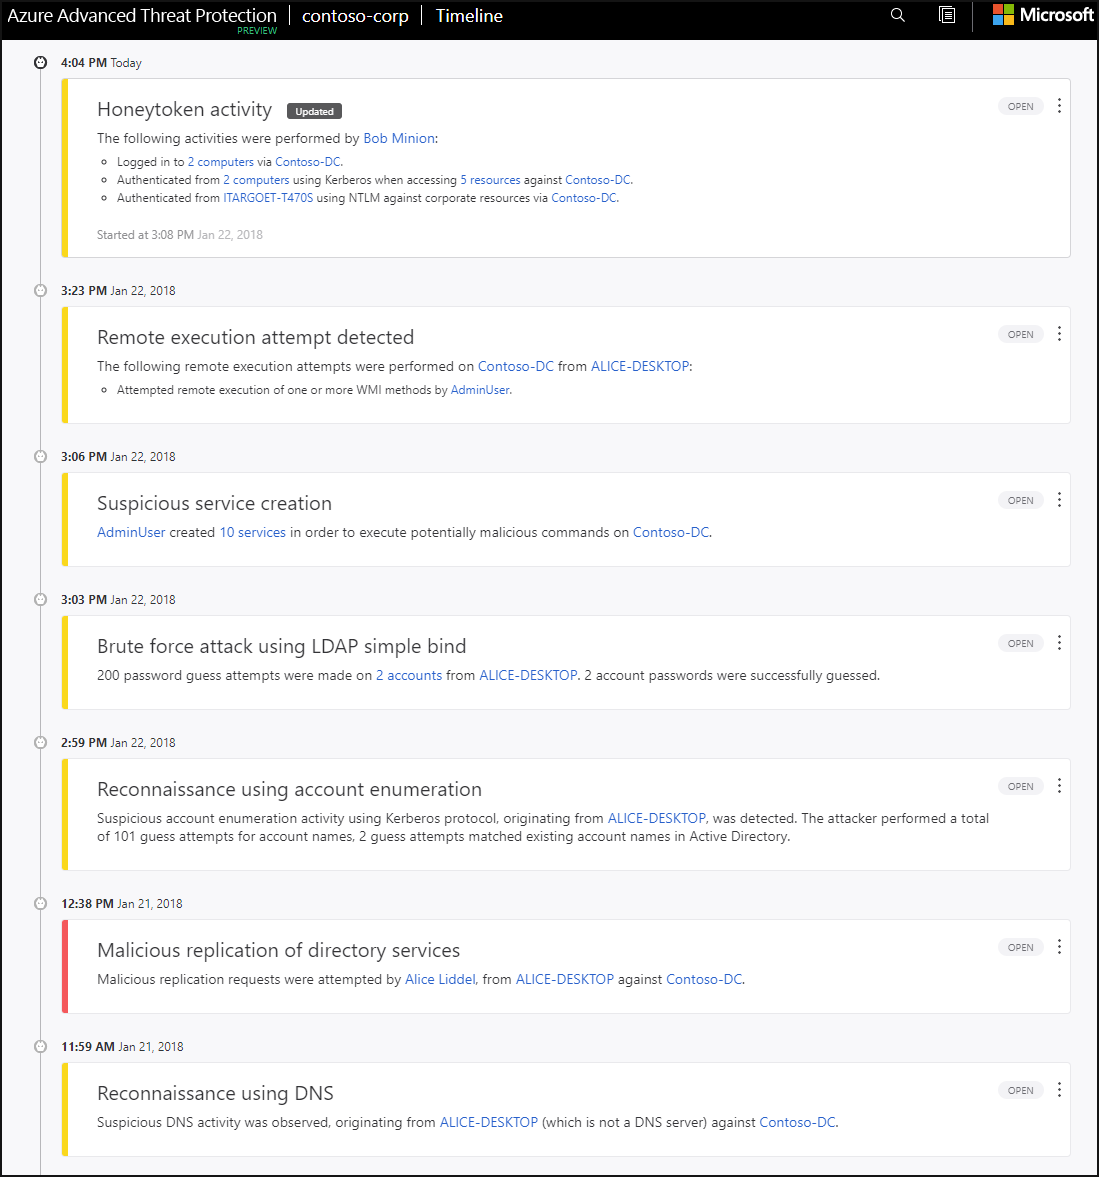 Azure Advanced Threat Protection
PREVIEW
contoso-corp
Timeline
Microsoft
4:04 PM Today
Honeytoken activity Updated
OPEN
The following activities were performed by Bob Minion:
Logged in to 2 computers via Contoso-DC.
Authenticated from 2 computers using Kerberos when accessing 5 resources against Contoso-DC.
Authenticated from ITARGOET-T470S using NTLM against corporate resources via Contoso-DC.
Started at 3:08 PM Jan 22, 2018
3:23 PM Jan 22, 2018
Remote execution attempt detected
OPEN
The following remote execution attempts were performed on Contoso-DC from ALICE-DESKTOP:
Attempted remote execution of one or more WMI methods by AdminUser.
3:06 PM Jan 22, 2018
Suspicious service creation
OPEN
AdminUser created 10 services in order to execute potentially malicious commands on Contoso-DC.
3:03 PM Jan 22, 2018
Brute force attack using LDAP simple bind
OPEN
200 password guess attempts were made on 2 accounts from ALICE-DESKTOP. 2 account passwords were successfully guessed.
2:59 PM Jan 22, 2018
Reconnaissance using account enumeration
OPEN
Suspicious account enumeration activity using Kerberos protocol, originating from ALICE-DESKTOP, was detected. The attacker performed a total
of 101 guess attempts for account names, 2 guess attempts matched existing account names in Active Directory.
12:38 PM Jan 21, 2018
Malicious replication of directory services
OPEN
Malicious replication requests were attempted by Alice Liddel, from ALICE-DESKTOP against Contoso-DC.
11:59 AM Jan 21, 2018
Reconnaissance using DNS
OPEN
Suspicious DNS activity was observed, originating from ALICE-DESKTOP (which is not a DNS server) against Contoso-DC.